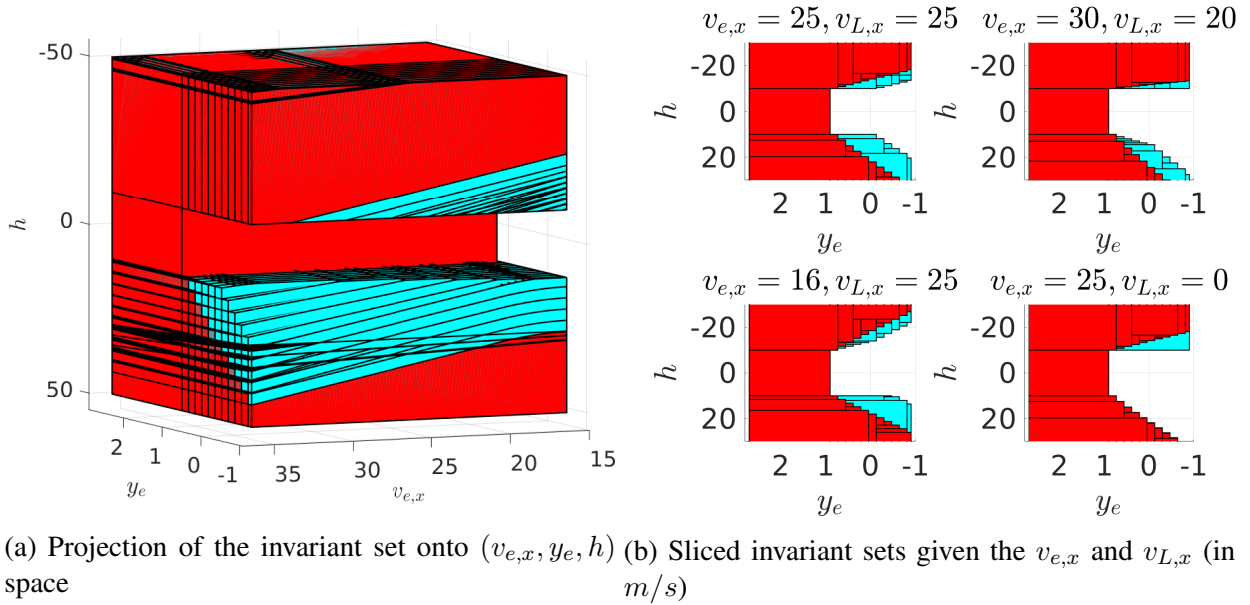 -50
0
50
h
2
1
0
-1
y_e
35
30
25
20
15
v_{e,x}
v_{e,x} = 25, v_{L,x} = 25
-20
0
20
h
2 1 0 -1
y_e
v_{e,x} = 30, v_{L,x} = 20
-20
0
20
h
2 1 0 -1
y_e
v_{e,x} = 16, v_{L,x} = 25
-20
0
20
h
2 1 0 -1
y_e
v_{e,x} = 25, v_{L,x} = 0
-20
0
20
h
2 1 0 -1
y_e
(a) Projection of the invariant set onto (v_{e,x}, y_e, h)
space
(b) Sliced invariant sets given the v_{e,x} and v_{L,x} (in
m/s)